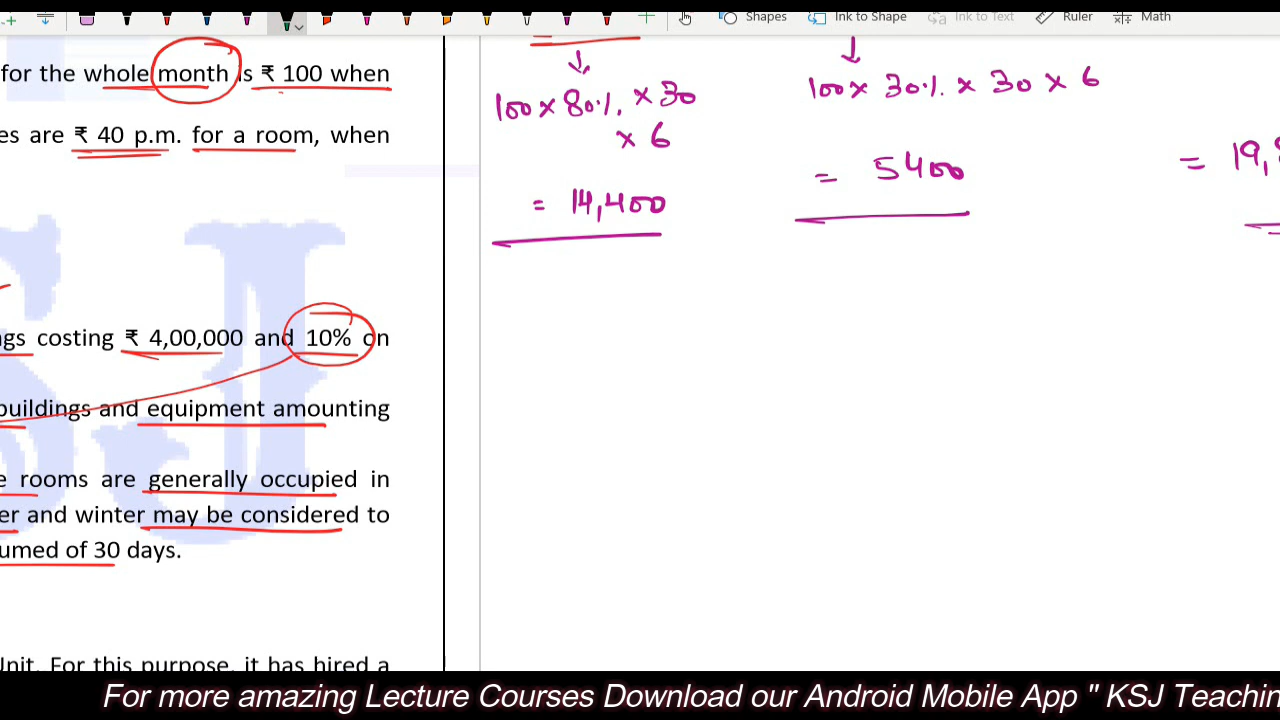 Shapes Ink to Shape Ink to Text Ruler Math
for the whole month is ₹ 100 when
es are ₹ 40 p.m. for a room, when
ngs costing ₹ 4,00,000 and 10% on
buildings and equipment amounting
e rooms are generally occupied in
er and winter may be considered to
sumed of 30 days.
Unit. For this purpose, it has hired a
100 × 80% × 30
× 6
= 14,400
100 × 30% × 30 × 6
= 5400
= 19,8
For more amazing Lecture Courses Download our Android Mobile App " KSJ Teachin